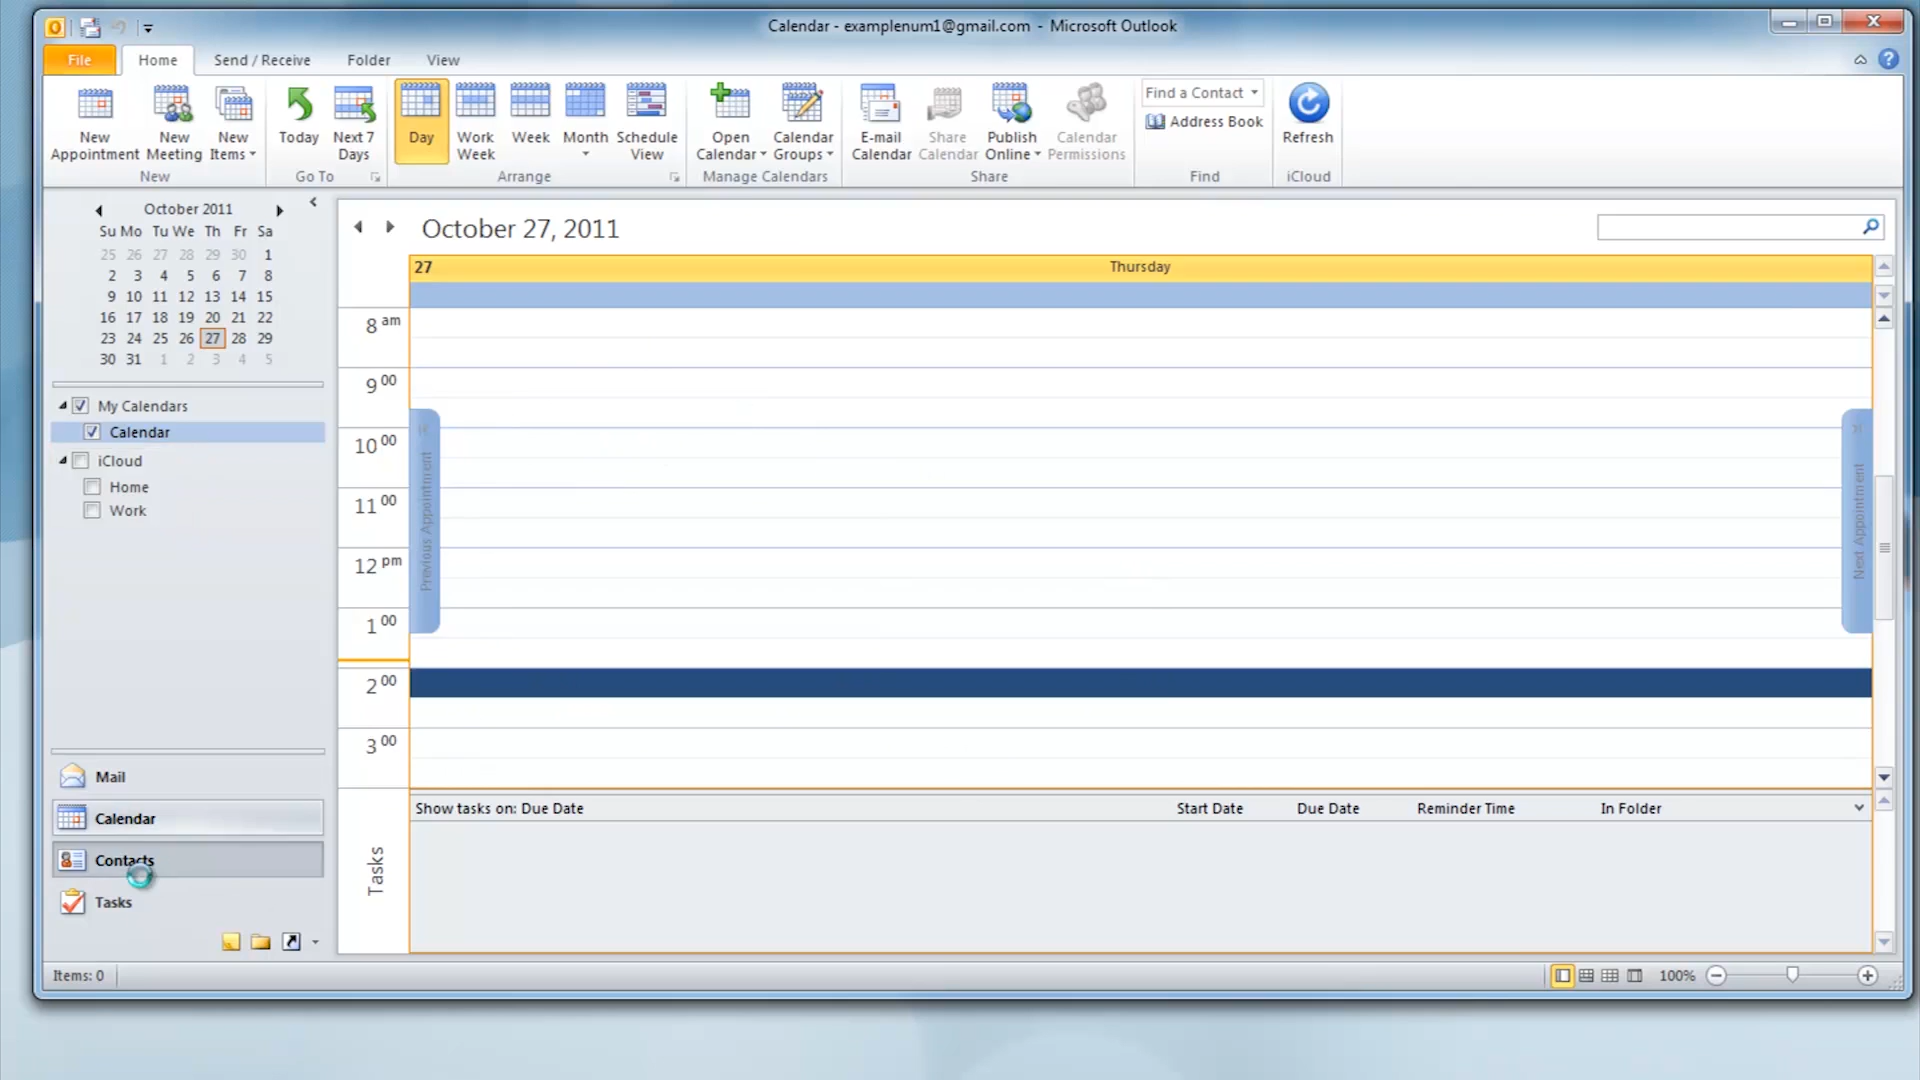 Calendar - examplenum1@gmail.com - Microsoft Outlook
File Home Send / Receive Folder View
New Appointment
New Meeting
New Items
New
Today
Next 7 Days
Go To
Day
Work Week
Week
Month
Schedule View
Arrange
Open Calendar
Calendar Groups
Manage Calendars
E-mail Calendar
Share Calendar
Publish Online
Calendar Permissions
Share
Find a Contact
Address Book
Find
Refresh
iCloud
October 2011
Su Mo Tu We Th Fr Sa
25 26 27 28 29 30 1
2 3 4 5 6 7 8
9 10 11 12 13 14 15
16 17 18 19 20 21 22
23 24 25 26 27 28 29
30 31 1 2 3 4 5
My Calendars
Calendar
iCloud
Home
Work
Mail
Calendar
Contacts
Tasks
October 27, 2011
27 Thursday
8 am
9 00
10 00
11 00
12 pm
1 00
2 00
3 00
Previous Appointment
Next Appointment
Tasks
Show tasks on: Due Date Start Date Due Date Reminder Time In Folder
Items: 0
100%